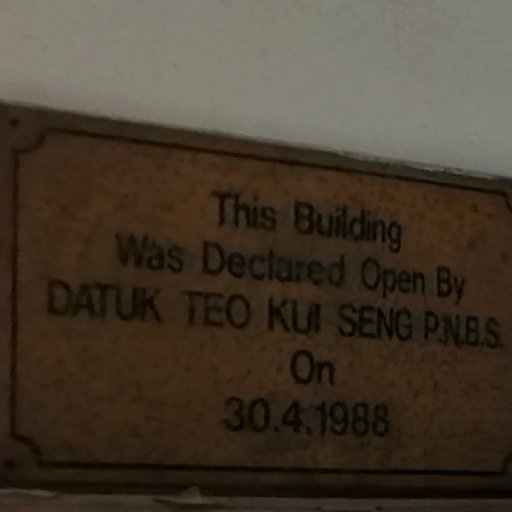 This Building
Was Declared Open By
DATUK TEO KUI SENG P.N.B.S.
On
30.4.1988